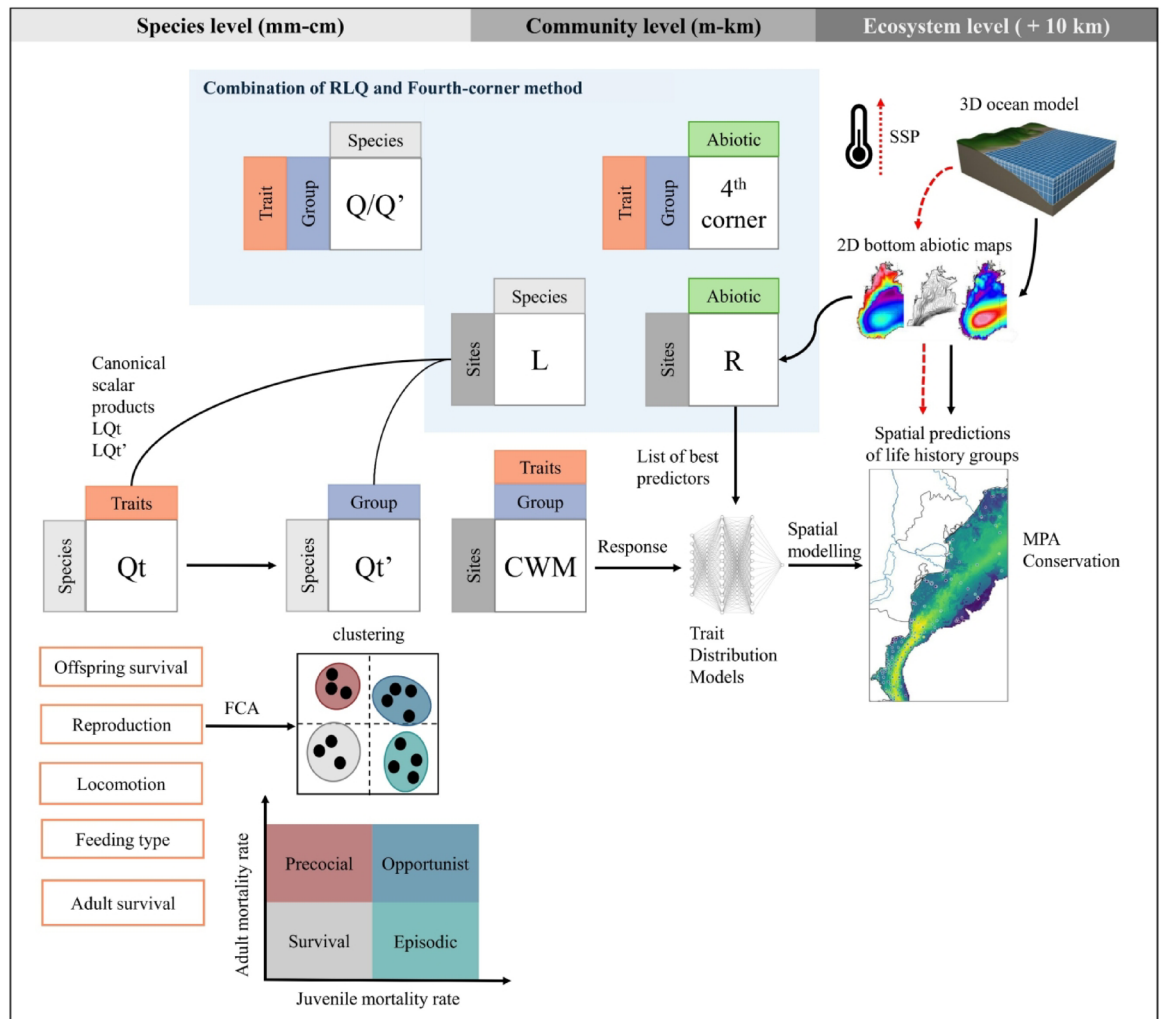 Species level (mm-cm)
Community level (m-km)
Ecosystem level ( + 10 km)
Combination of RLQ and Fourth-corner method
Species
Trait
Group
Q/Q’
Abiotic
Trait
Group
4th
corner
SSP
3D ocean model
2D bottom abiotic maps
Species
Sites
L
Abiotic
Sites
R
Canonical
scalar
products
LQt
LQt’
List of best
predictors
Spatial predictions
of life history groups
Traits
Species
Qt
Group
Species
Qt’
Traits
Group
Sites
CWM
Response
Spatial
modelling
MPA
Conservation
Trait
Distribution
Models
clustering
Offspring survival
Reproduction
Locomotion
Feeding type
Adult survival
FCA
Adult mortality rate
Precocial
Opportunist
Survival
Episodic
Juvenile mortality rate